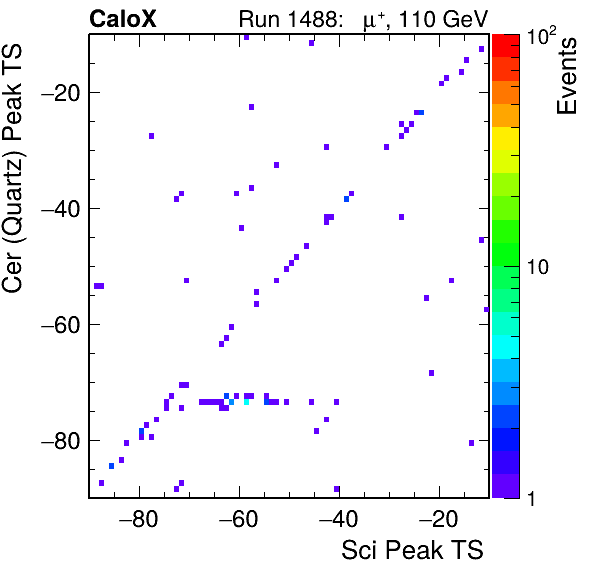 CaloX Run 1488: μ⁺, 110 GeV
Cer (Quartz) Peak TS
−20
−40
−60
−80
−80 −60 −40 −20
Sci Peak TS
10²
10
1
Events